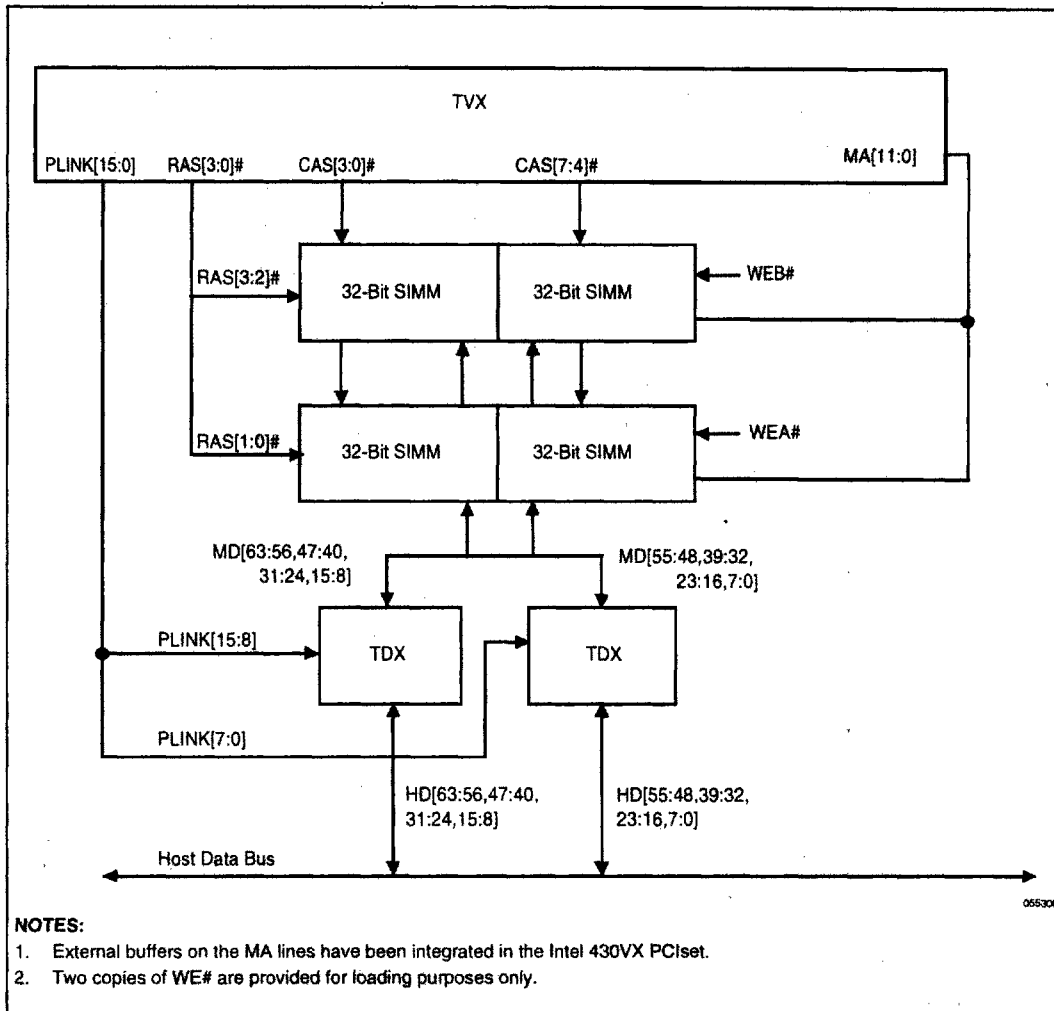 TVX
PLINK[15:0] RAS[3:0]# CAS[3:0]# CAS[7:4]# MA[11:0]
RAS[3:2]# 32-Bit SIMM 32-Bit SIMM WEB#
RAS[1:0]# 32-Bit SIMM 32-Bit SIMM WEA#
MD[63:56,47:40,
31:24,15:8]
MD[55:48,39:32,
23:16,7:0]
PLINK[15:8] TDX TDX
PLINK[7:0]
HD[63:56,47:40,
31:24,15:8]
HD[55:48,39:32,
23:16,7:0]
Host Data Bus
NOTES:
1. External buffers on the MA lines have been integrated in the Intel 430VX PCIset.
2. Two copies of WE# are provided for loading purposes only.